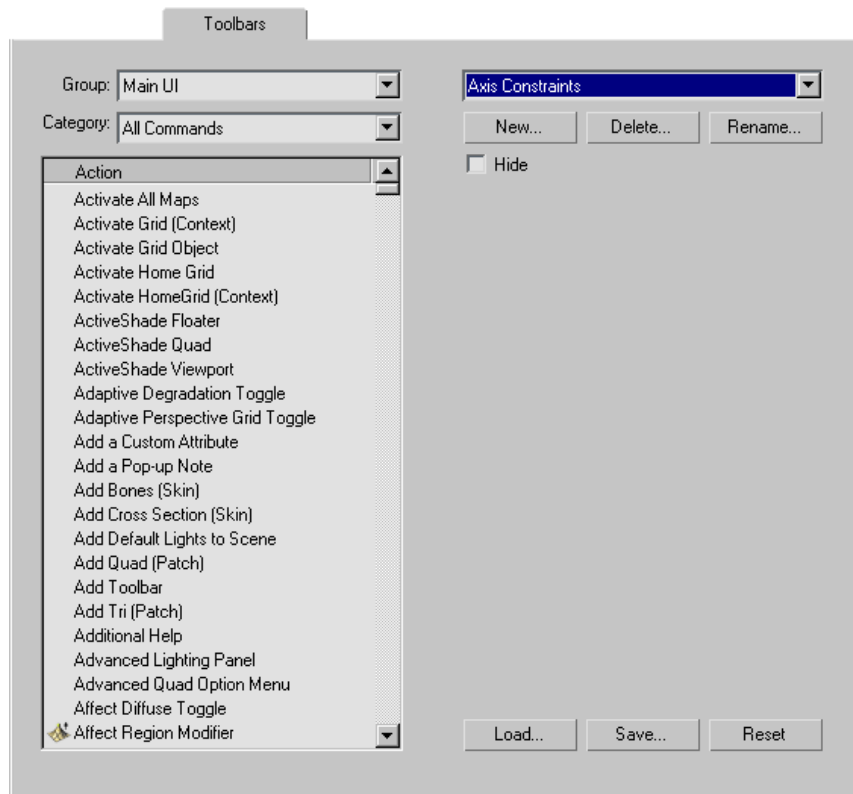 Toolbars
Group: Main UI
Category: All Commands
Action
Activate All Maps
Activate Grid (Context)
Activate Grid Object
Activate Home Grid
Activate HomeGrid (Context)
ActiveShade Floater
ActiveShade Quad
ActiveShade Viewport
Adaptive Degradation Toggle
Adaptive Perspective Grid Toggle
Add a Custom Attribute
Add a Pop-up Note
Add Bones (Skin)
Add Cross Section (Skin)
Add Default Lights to Scene
Add Quad (Patch)
Add Toolbar
Add Tri (Patch)
Additional Help
Advanced Lighting Panel
Advanced Quad Option Menu
Affect Diffuse Toggle
Affect Region Modifier
Axis Constraints
New... Delete... Rename...
Hide
Load... Save... Reset